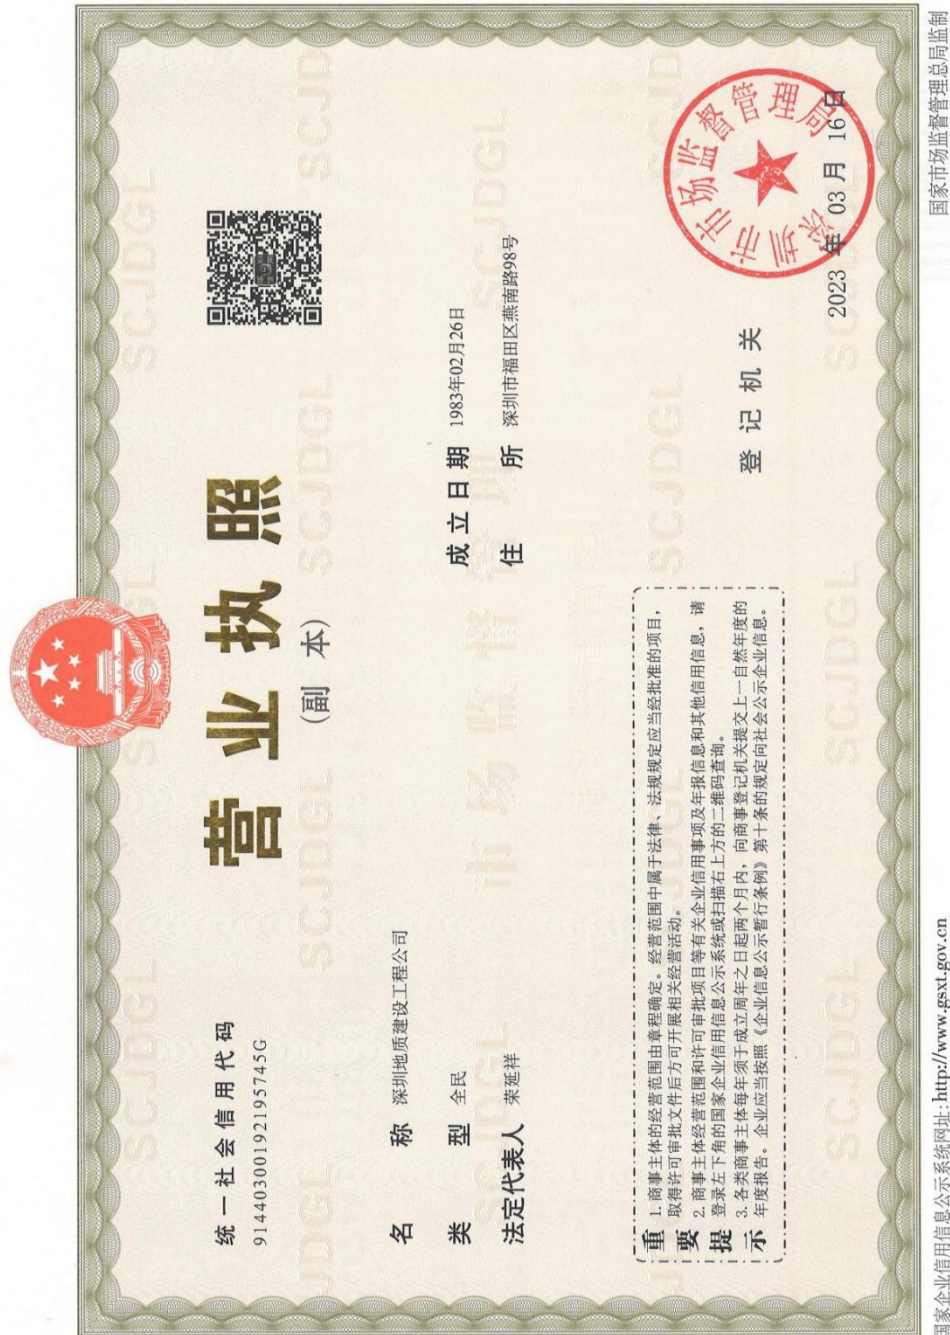 营业执照
(副 本)
统一社会信用代码
91440300192195745G
名 称 深圳地质建设工程公司
类 型 全民
法定代表人 荣延祥
成立日期 1983年02月26日
住 所 深圳市福田区燕南路98号
重要提示
1. 商事主体的经营范围由章程确定。经营范围中属于法律、法规规定应当经批准的项目，
取得许可审批文件后方可开展相关经营活动。
2. 商事主体经营范围和许可审批项目等有关企业信用事项及年报信息和其他信用信息，请
登录左下角的国家企业信用信息公示系统或扫描右上方的二维码查询。
3. 各类商事主体每年须于成立周年之日起两个月内，向商事登记机关提交上一自然年度的
年度报告。企业应当按照《企业信息公示暂行条例》第十条的规定向社会公示企业信息。
登记机关
深圳市市场监督管理局
2023 年 03 月 16 日
国家企业信用信息公示系统网址: http://www.gsxt.gov.cn
国家市场监督管理总局监制
SCJDGL
市场监督管理